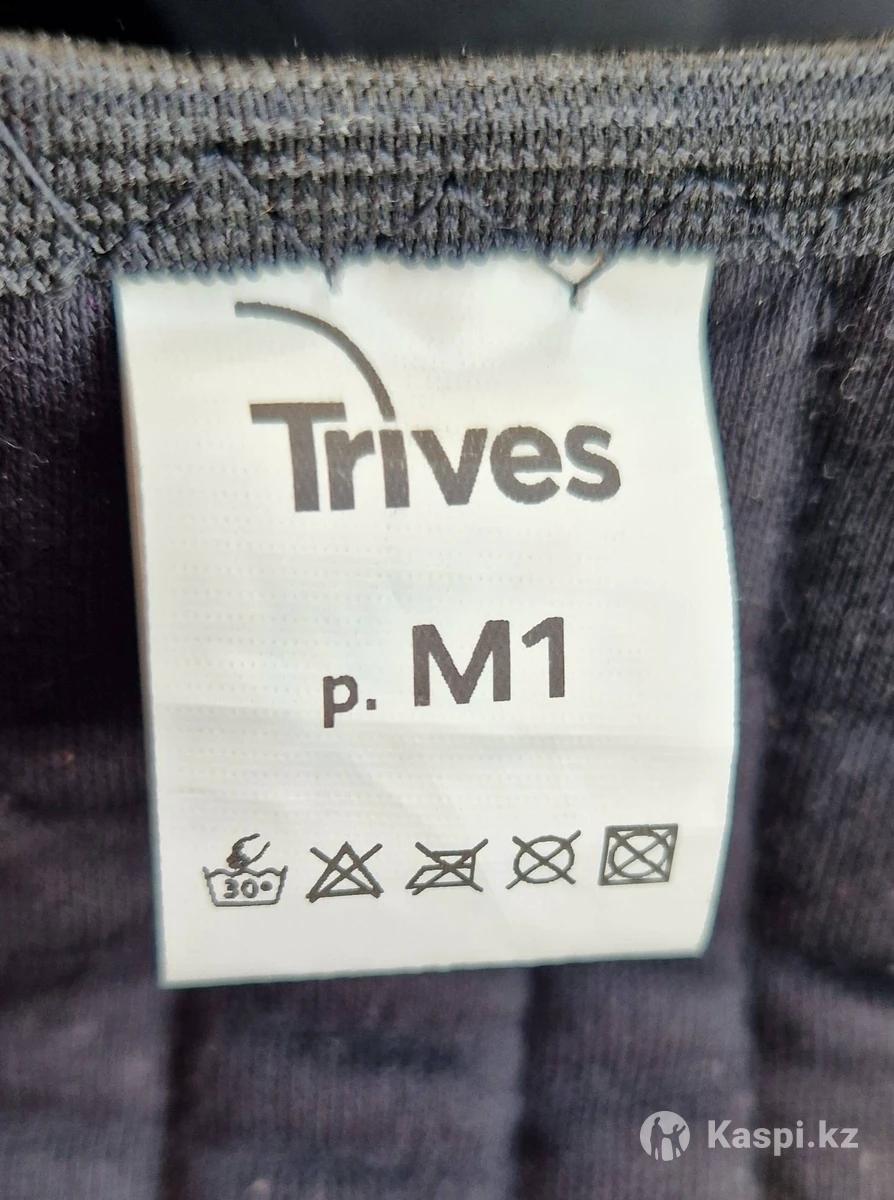 Trives
р. M1
30°
Kaspi.kz